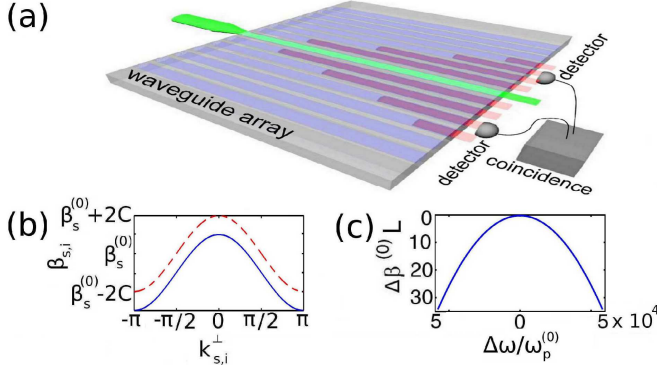 (a)
waveguide array
detector
detector
coincidence
(b)
β_s,i
β_s^(0)+2C
β_s^(0)
β_s^(0)-2C
-π -π/2 0 π/2 π
k^⊥_s,i
(c)
Δβ^(0) L
0
10
20
30
5 0 5 x 10^4
Δω/ω_p^(0)